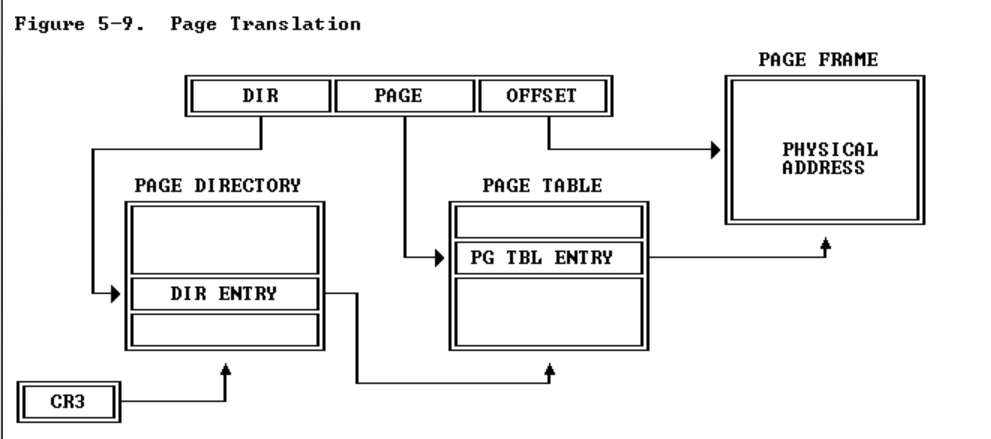 Figure 5-9. Page Translation
PAGE FRAME
DIR PAGE OFFSET
PHYSICAL
ADDRESS
PAGE DIRECTORY PAGE TABLE
PG TBL ENTRY
DIR ENTRY
CR3